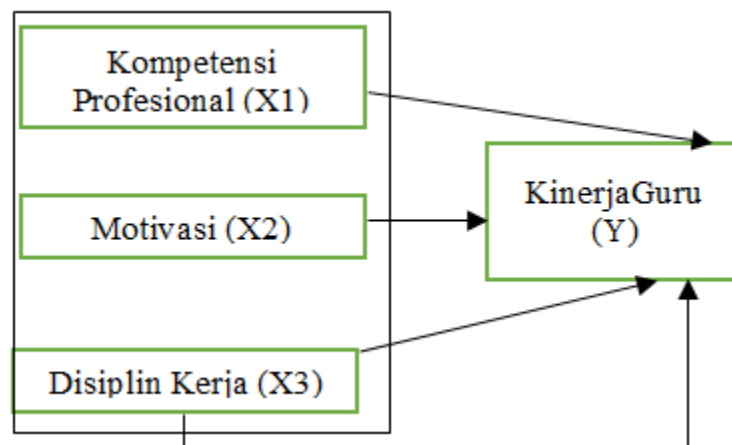 Kompetensi
Profesional (X1)
Motivasi (X2)
Disiplin Kerja (X3)
KinerjaGuru
(Y)